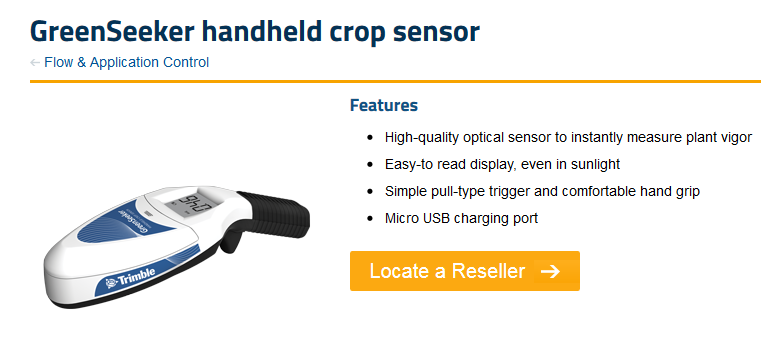 GreenSeeker handheld crop sensor
← Flow & Application Control
Features
• High-quality optical sensor to instantly measure plant vigor
• Easy-to read display, even in sunlight
• Simple pull-type trigger and comfortable hand grip
• Micro USB charging port
Locate a Reseller →
GreenSeeker
Trimble